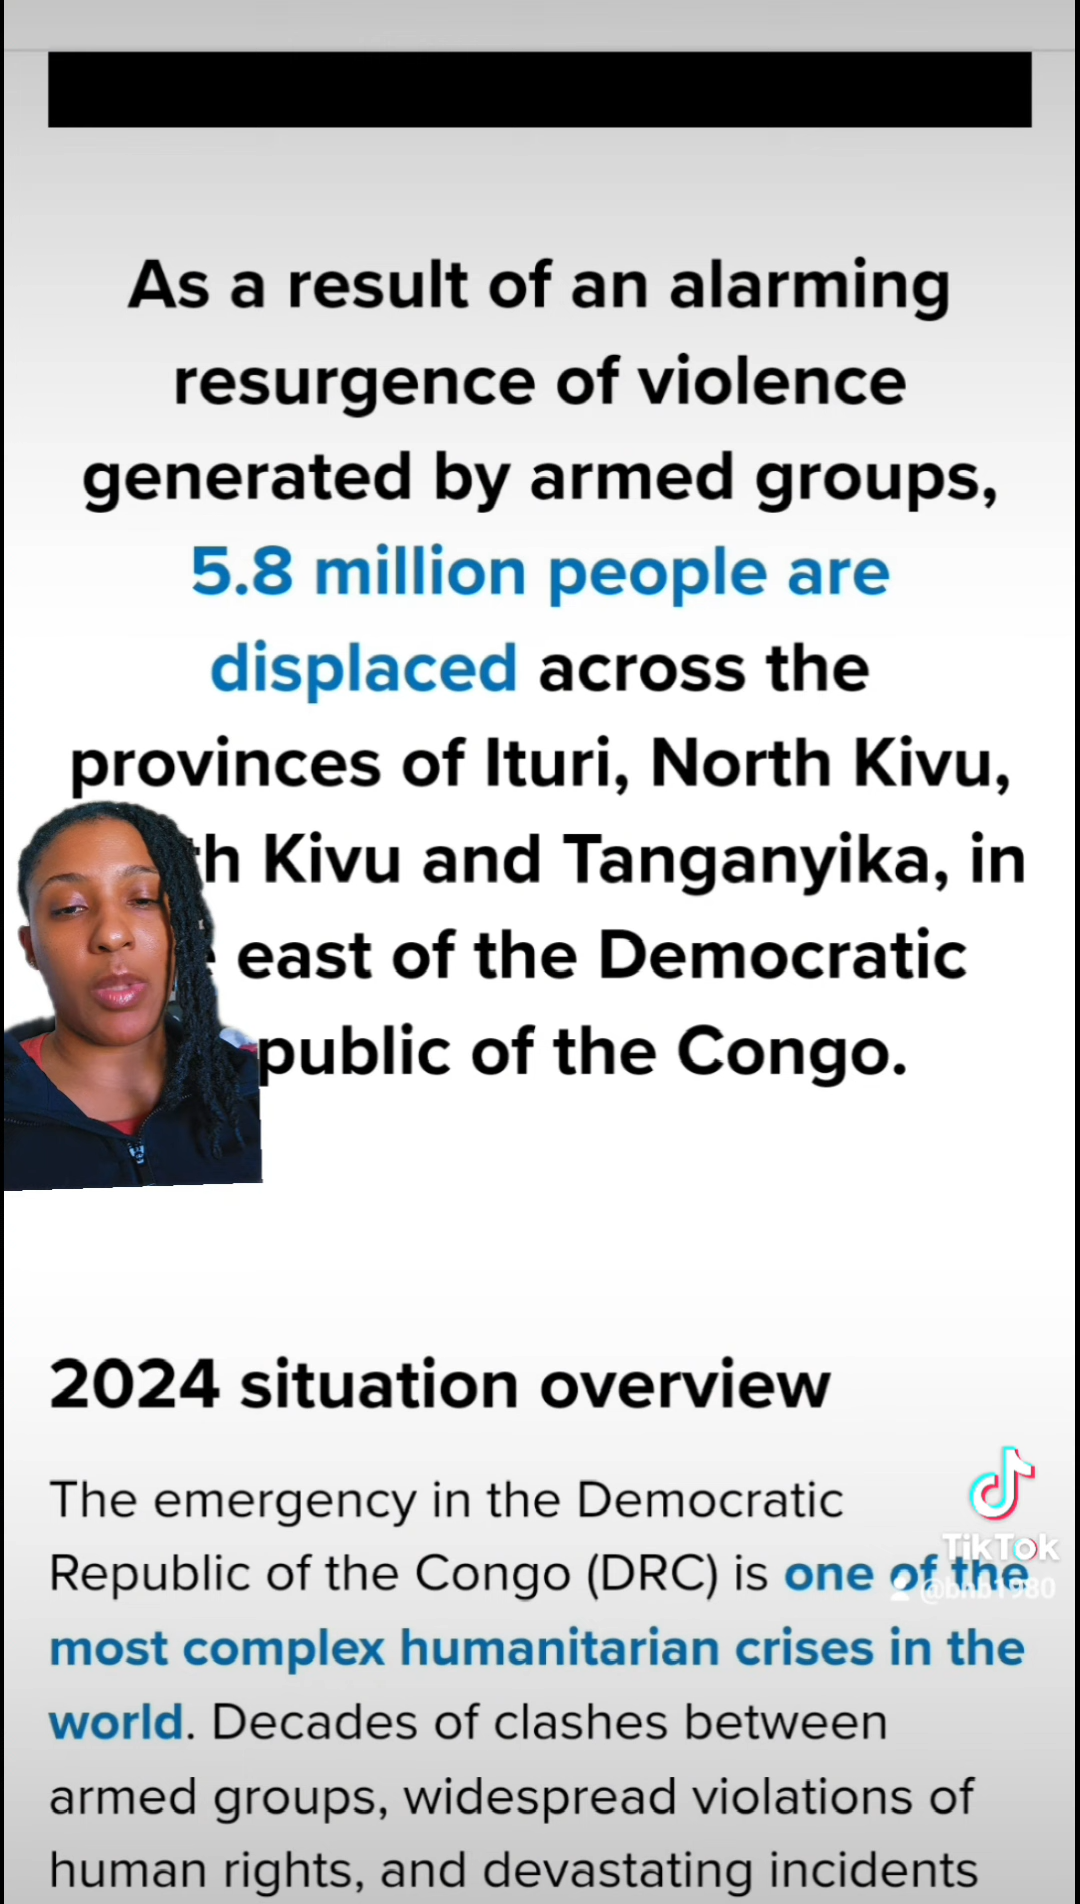 As a result of an alarming
resurgence of violence
generated by armed groups,
5.8 million people are
displaced across the
provinces of Ituri, North Kivu,
th Kivu and Tanganyika, in
east of the Democratic
public of the Congo.
2024 situation overview
The emergency in the Democratic
Republic of the Congo (DRC) is one of the
most complex humanitarian crises in the
world. Decades of clashes between
armed groups, widespread violations of
human rights, and devastating incidents
TikTok
@bhb1980